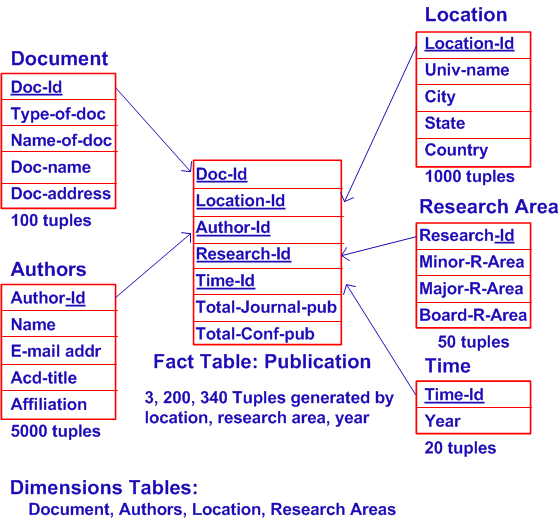 Document
Doc-Id
Type-of-doc
Name-of-doc
Doc-name
Doc-address
100 tuples
Authors
Author-Id
Name
E-mail addr
Acd-title
Affiliation
5000 tuples
Doc-Id
Location-Id
Author-Id
Research-Id
Time-Id
Total-Journal-pub
Total-Conf-pub
Fact Table: Publication
3, 200, 340 Tuples generated by
location, research area, year
Location
Location-Id
Univ-name
City
State
Country
1000 tuples
Research Area
Research-Id
Minor-R-Area
Major-R-Area
Board-R-Area
50 tuples
Time
Time-Id
Year
20 tuples
Dimensions Tables:
Document, Authors, Location, Research Areas